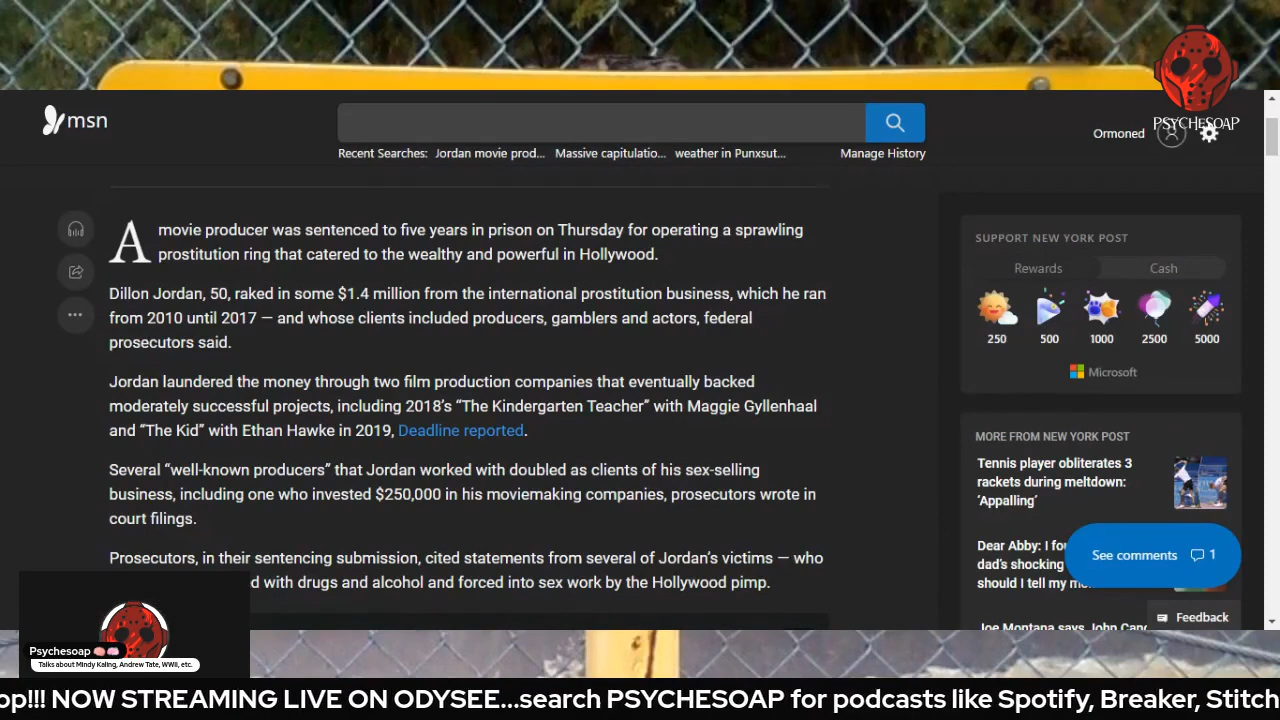 msn
PSYCHESOAP
Ormoned
Recent Searches: Jordan movie prod... Massive capitulatio... weather in Punxsut... Manage History
A movie producer was sentenced to five years in prison on Thursday for operating a sprawling
prostitution ring that catered to the wealthy and powerful in Hollywood.
Dillon Jordan, 50, raked in some $1.4 million from the international prostitution business, which he ran
from 2010 until 2017 — and whose clients included producers, gamblers and actors, federal
prosecutors said.
Jordan laundered the money through two film production companies that eventually backed
moderately successful projects, including 2018’s “The Kindergarten Teacher” with Maggie Gyllenhaal
and “The Kid” with Ethan Hawke in 2019, Deadline reported.
Several “well-known producers” that Jordan worked with doubled as clients of his sex-selling
business, including one who invested $250,000 in his moviemaking companies, prosecutors wrote in
court filings.
Prosecutors, in their sentencing submission, cited statements from several of Jordan’s victims — who
d with drugs and alcohol and forced into sex work by the Hollywood pimp.
SUPPORT NEW YORK POST
Rewards Cash
250 500 1000 2500 5000
Microsoft
MORE FROM NEW YORK POST
Tennis player obliterates 3
rackets during meltdown:
‘Appalling’
Dear Abby: I fo
dad’s shocking
should I tell my m
See comments 1
Feedback
Joe Montana says John Can
Psychesoap
Talks about Mindy Kaling, Andrew Tate, WWII, etc.
op!!! NOW STREAMING LIVE ON ODYSEE...search PSYCHESOAP for podcasts like Spotify, Breaker, Stitch